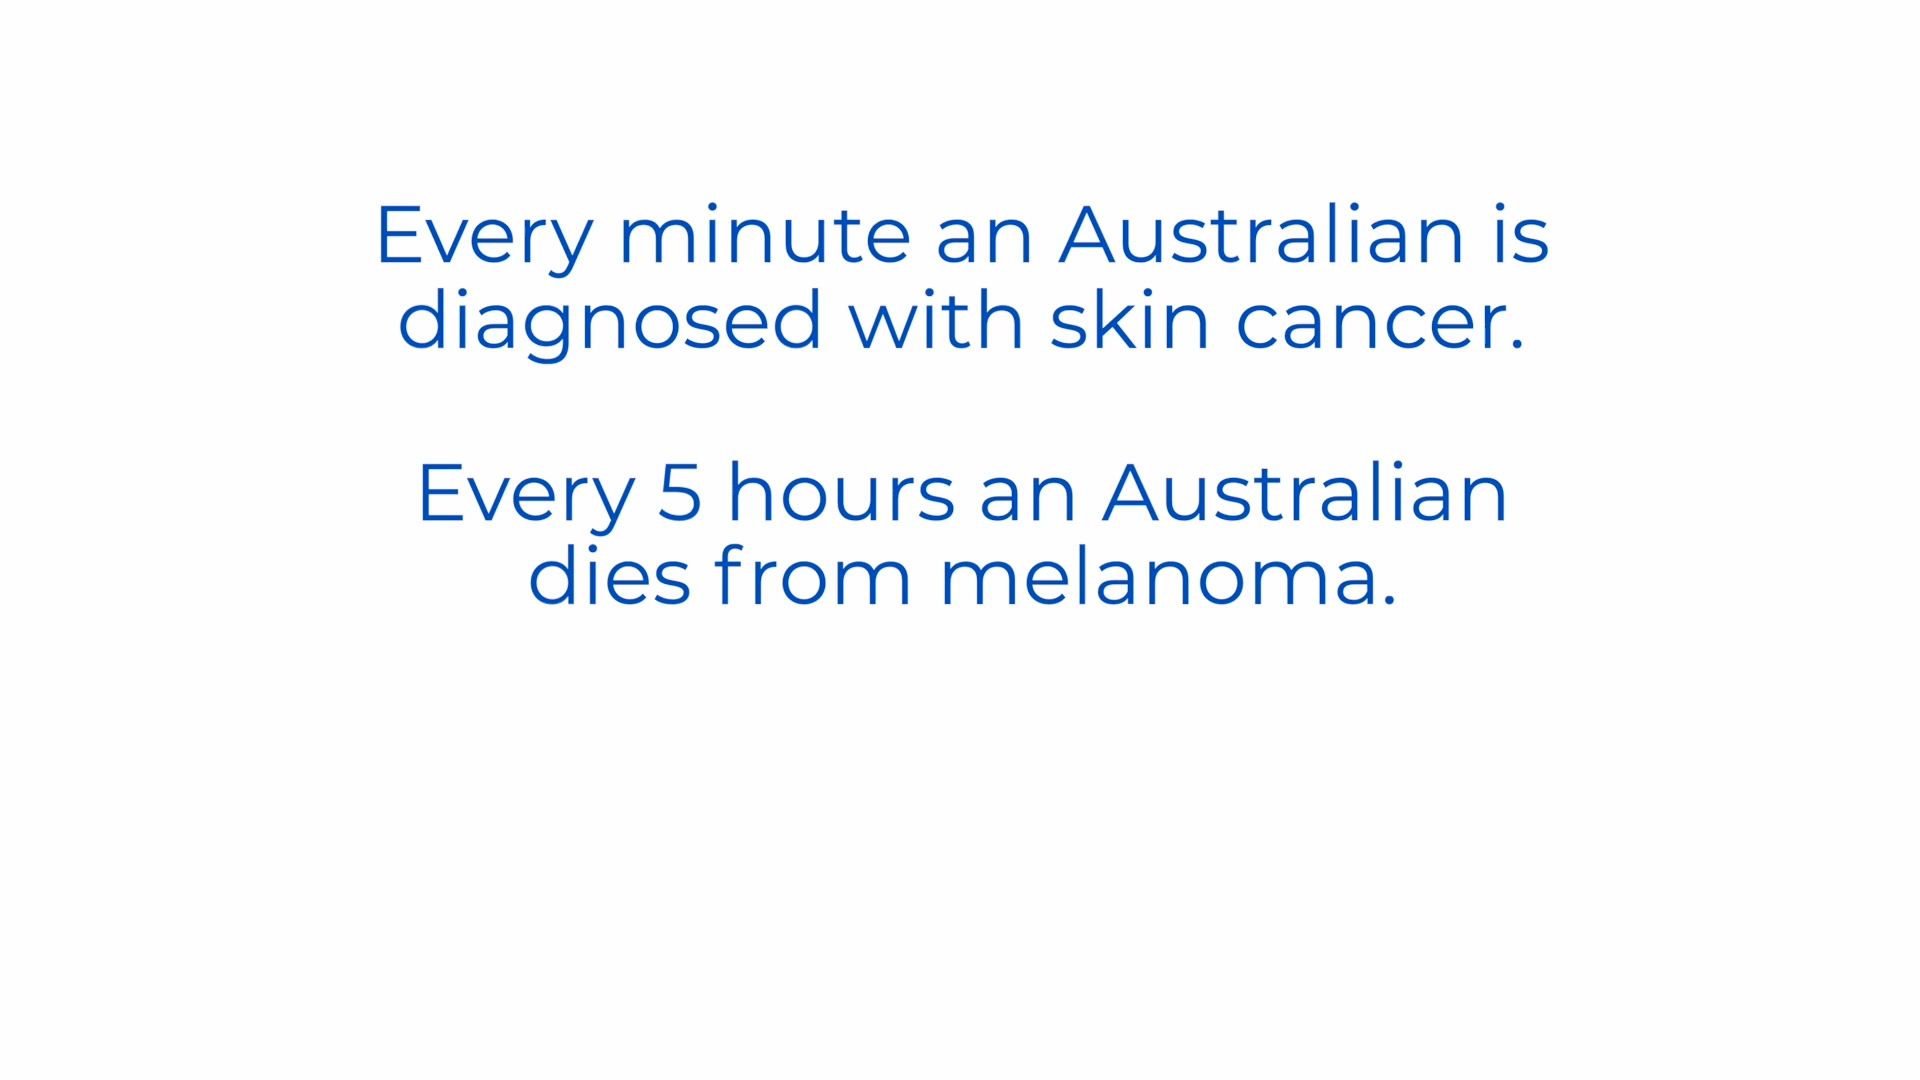 Every minute an Australian is
diagnosed with skin cancer.
Every 5 hours an Australian
dies from melanoma.